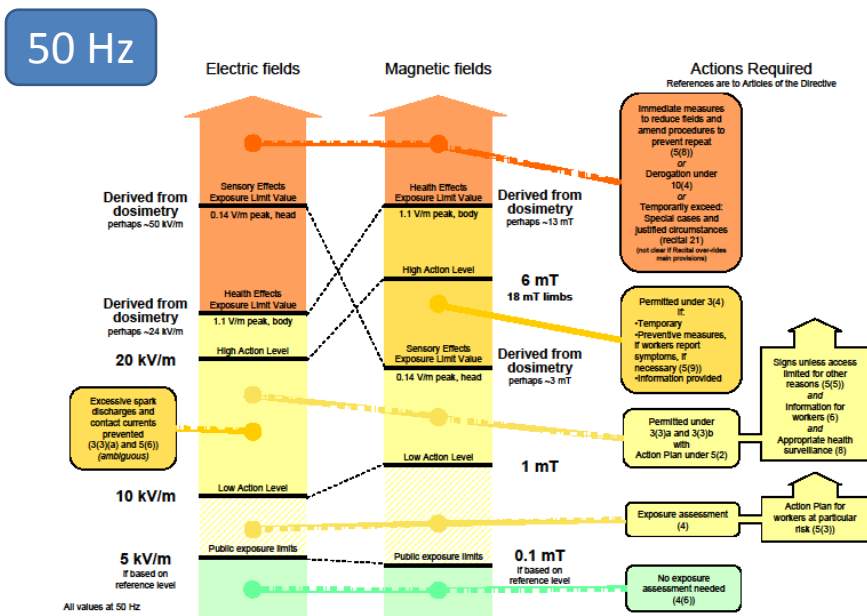 50 Hz
Electric fields
Magnetic fields
Actions Required
References are to Articles of the Directive
Immediate measures
to reduce fields and
amend procedures to
prevent repeat
(5(8))
or
Derogation under
10(4)
or
Temporarily exceed:
Special cases and
justified circumstances
(recital 21)
(not clear if Recital over-rides
main provisions)
Derived from
dosimetry
perhaps ~50 kV/m
Sensory Effects
Exposure Limit Value
0.14 V/m peak, head
Health Effects
Exposure Limit Value
1.1 V/m peak, body
Derived from
dosimetry
perhaps ~13 mT
High Action Level
6 mT
18 mT limbs
Derived from
dosimetry
perhaps ~24 kV/m
Health Effects
Exposure Limit Value
1.1 V/m peak, body
Permitted under 3(4)
if:
•Temporary
•Preventive measures,
if workers report
symptoms, if
necessary (5(9))
•Information provided
20 kV/m
High Action Level
Sensory Effects
Exposure Limit Value
0.14 V/m peak, head
Derived from
dosimetry
perhaps ~3 mT
Signs unless access
limited for other
reasons (5(5))
and
Information for
workers (6)
and
Appropriate health
surveillance (8)
Excessive spark
discharges and
contact currents
prevented
(3(3)(a) and 5(6))
(ambiguous)
Permitted under
3(3)a and 3(3)b
with
Action Plan under 5(2)
Low Action Level
1 mT
10 kV/m
Low Action Level
Exposure assessment
(4)
Action Plan for
workers at particular
risk (5(3))
5 kV/m
If based on
reference level
Public exposure limits
Public exposure limits
0.1 mT
If based on
reference level
No exposure
assessment needed
(4(6))
All values at 50 Hz